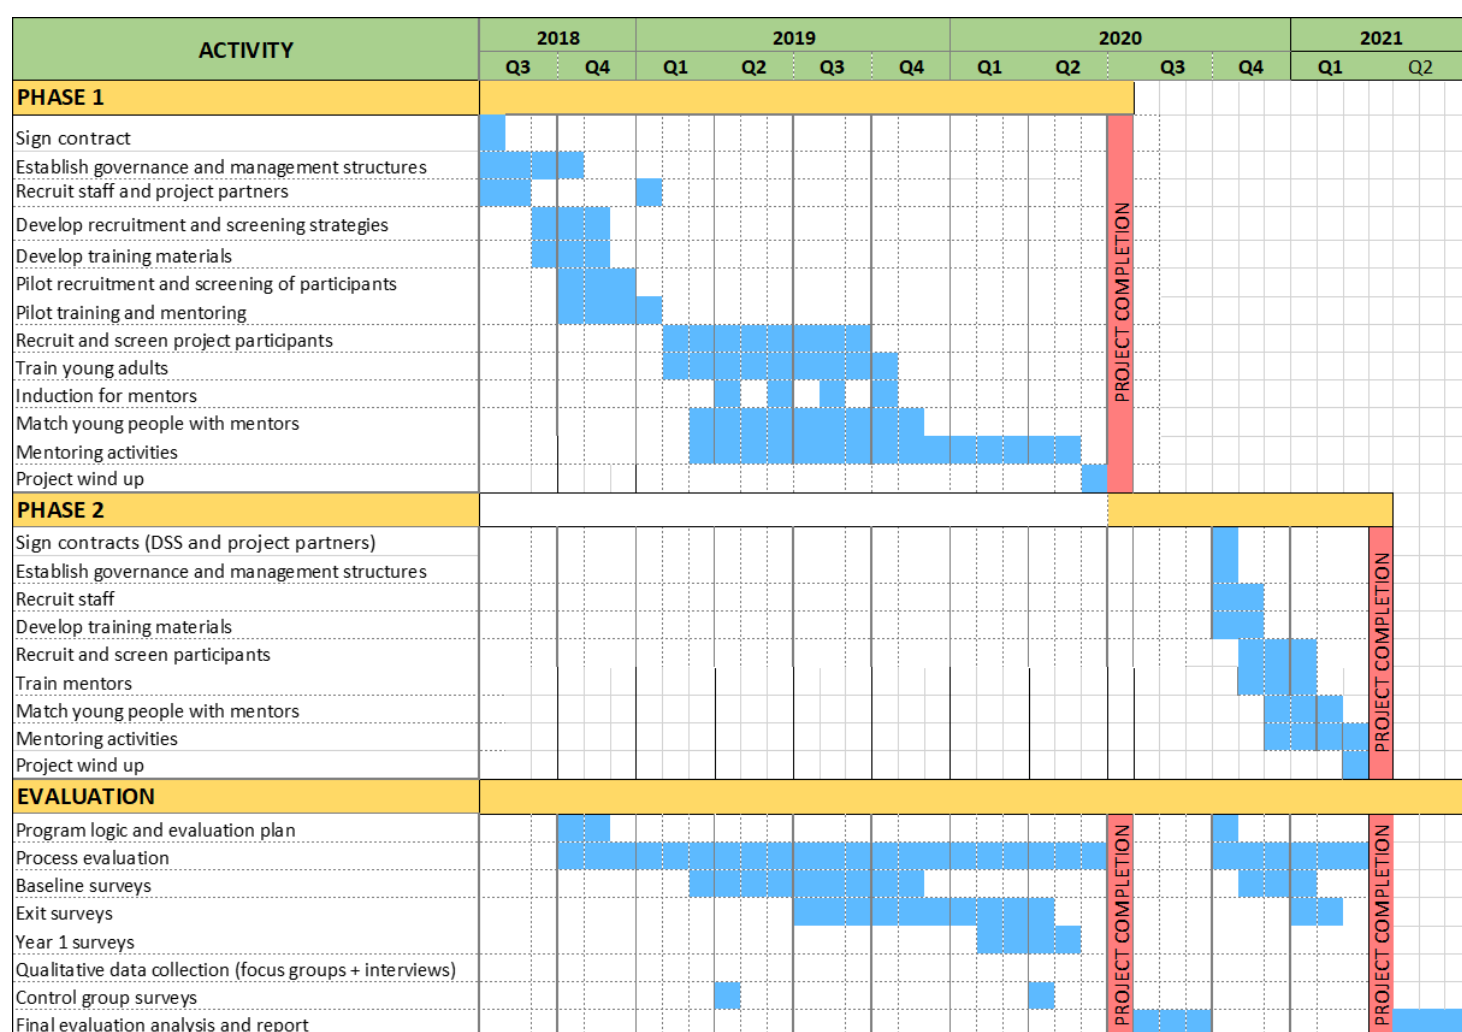 ACTIVITY
2018 2019 2020 2021
Q3 Q4 Q1 Q2 Q3 Q4 Q1 Q2 Q3 Q4 Q1 Q2
PHASE 1
Sign contract
Establish governance and management structures
Recruit staff and project partners
Develop recruitment and screening strategies
Develop training materials
Pilot recruitment and screening of participants
Pilot training and mentoring
Recruit and screen project participants
Train young adults
Induction for mentors
Match young people with mentors
Mentoring activities
Project wind up
PROJECT COMPLETION
PHASE 2
Sign contracts (DSS and project partners)
Establish governance and management structures
Recruit staff
Develop training materials
Recruit and screen participants
Train mentors
Match young people with mentors
Mentoring activities
Project wind up
PROJECT COMPLETION
EVALUATION
Program logic and evaluation plan
Process evaluation
Baseline surveys
Exit surveys
Year 1 surveys
Qualitative data collection (focus groups + interviews)
Control group surveys
Final evaluation analysis and report
PROJECT COMPLETION
PROJECT COMPLETION